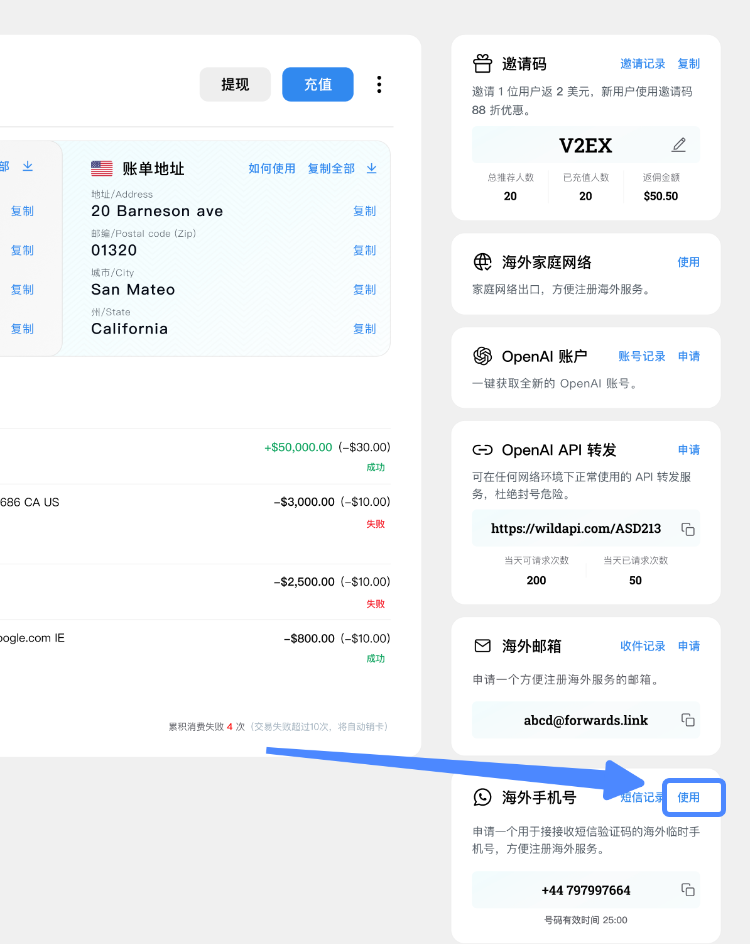 提现
充值
部
复制
复制
复制
复制
账单地址
如何使用 复制全部
地址/Address
20 Barneson ave
复制
邮编/Postal code (Zip)
01320
复制
城市/City
San Mateo
复制
州/State
California
复制
+$50,000.00 (−$30.00)
成功
686 CA US
−$3,000.00 (−$10.00)
失败
−$2,500.00 (−$10.00)
失败
oogle.com IE
−$800.00 (−$10.00)
成功
累积消费失败 4 次（交易失败超过10次，将自动销卡）
邀请码
邀请记录 复制
邀请 1 位用户返 2 美元，新用户使用邀请码
88 折优惠。
V2EX
总推荐人数 已充值人数 返佣金额
20 20 $50.50
海外家庭网络
使用
家庭网络出口，方便注册海外服务。
OpenAI 账户
账号记录 申请
一键获取全新的 OpenAI 账号。
OpenAI API 转发
申请
可在任何网络环境下正常使用的 API 转发服
务，杜绝封号危险。
https://wildapi.com/ASD213
当天可请求次数 当天已请求次数
200 50
海外邮箱
收件记录 申请
申请一个方便注册海外服务的邮箱。
abcd@forwards.link
海外手机号
短信记录 使用
申请一个用于接接收短信验证码的海外临时手
机号，方便注册海外服务。
+44 797997664
号码有效时间 25:00